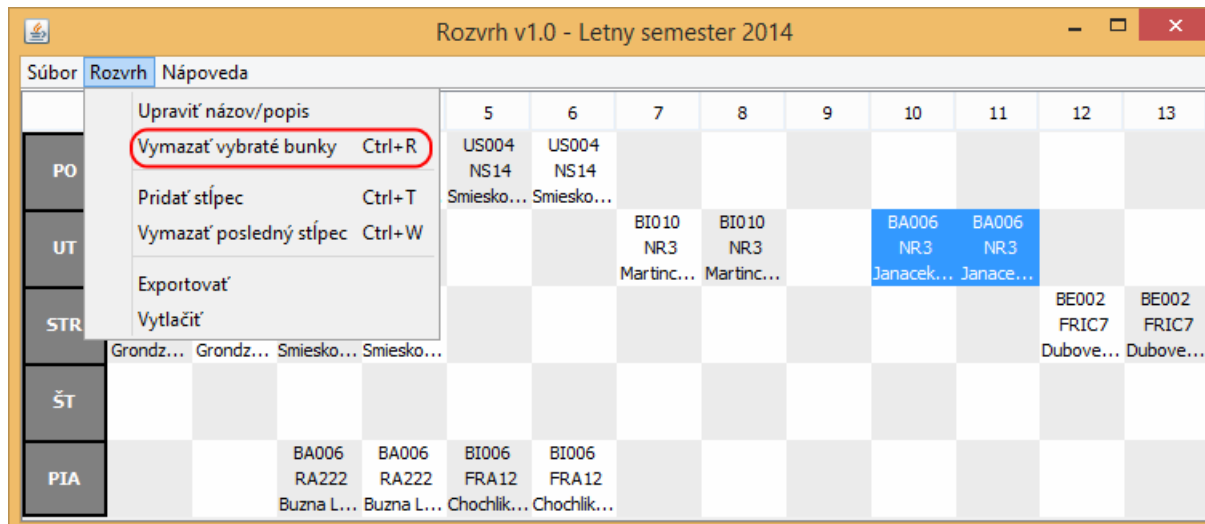 Rozvrh v1.0 - Letny semester 2014
Súbor Rozvrh Nápoveda
Upraviť názov/popis
Vymazať vybraté bunky Ctrl+R
Pridať stĺpec Ctrl+T
Vymazať posledný stĺpec Ctrl+W
Exportovať
Vytlačiť
5 6 7 8 9 10 11 12 13
PO
US004 US004
NS14 NS14
Smiesko... Smiesko...
UT
BI010 BI010 BA006 BA006
NR3 NR3 NR3 NR3
Martinc... Martinc... Janacek... Janace...
STR
BE002 BE002
FRIC7 FRIC7
Grondz... Grondz... Smiesko... Smiesko... Dubove... Dubove...
ŠT
PIA
BA006 BA006 BI006 BI006
RA222 RA222 FRA12 FRA12
Buzna L... Buzna L... Chochlik... Chochlik...